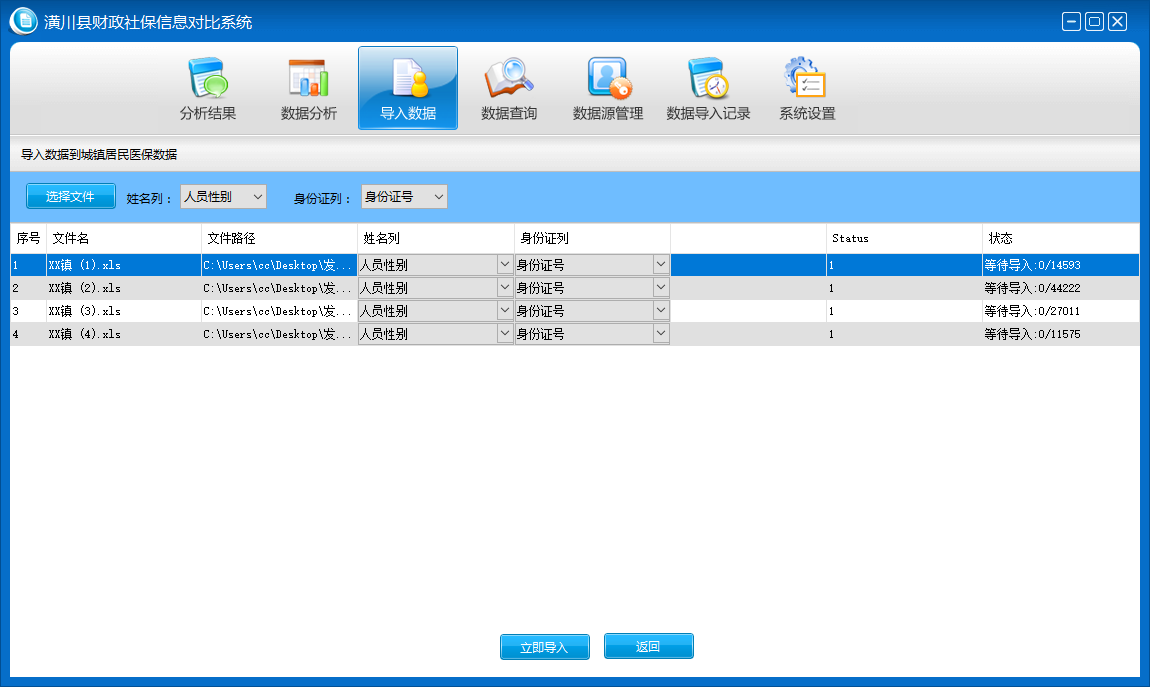 潢川县财政社保信息对比系统
分析结果 数据分析 导入数据 数据查询 数据源管理 数据导入记录 系统设置
导入数据到城镇居民医保数据
选择文件 姓名列： 人员性别 身份证列： 身份证号
序号 文件名 文件路径 姓名列 身份证列 Status 状态
1 XX镇 (1).xls C:\Users\cc\Desktop\发... 人员性别 身份证号 1 等待导入:0/14593
2 XX镇 (2).xls C:\Users\cc\Desktop\发... 人员性别 身份证号 1 等待导入:0/44222
3 XX镇 (3).xls C:\Users\cc\Desktop\发... 人员性别 身份证号 1 等待导入:0/27011
4 XX镇 (4).xls C:\Users\cc\Desktop\发... 人员性别 身份证号 1 等待导入:0/11575
立即导入 返回